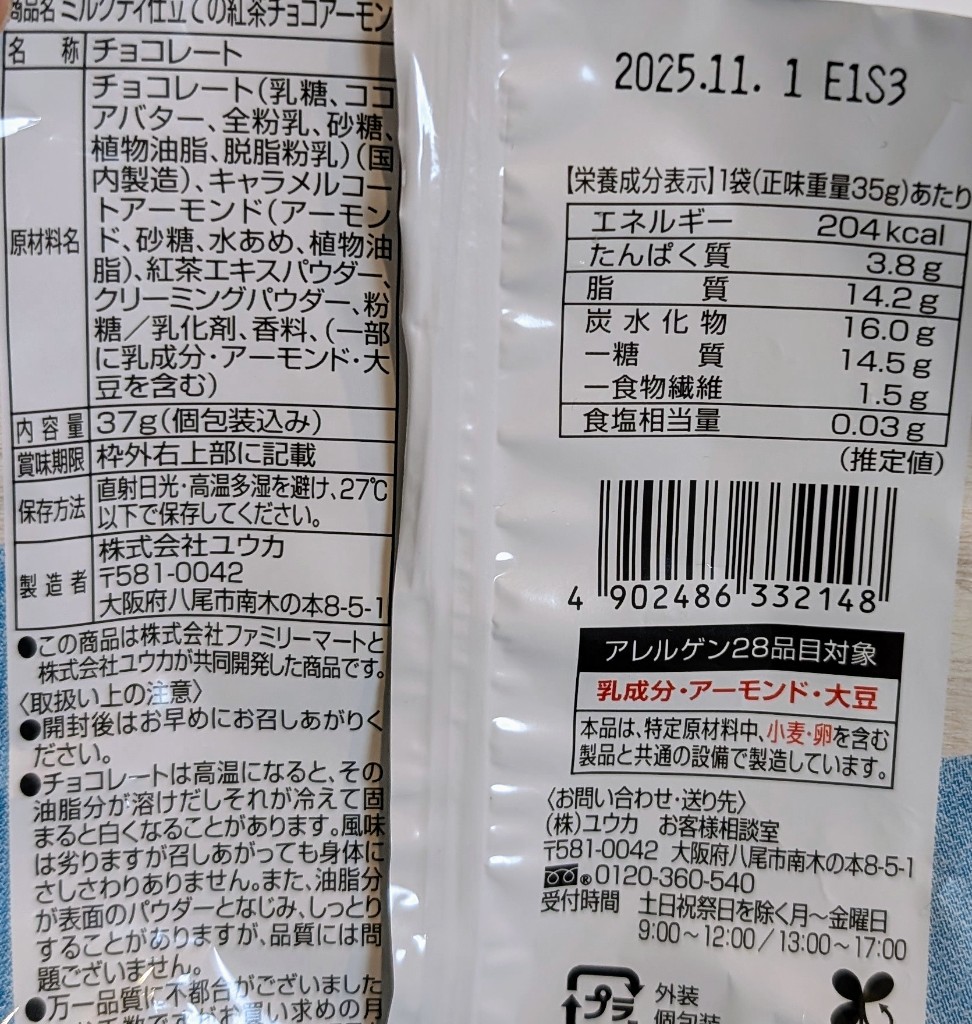 商品名 ミルクティ仕立ての紅茶チョコアーモン
名称 チョコレート
原材料名
チョコレート(乳糖、ココ
アバター、全粉乳、砂糖、
植物油脂、脱脂粉乳)(国
内製造)、キャラメルコー
トアーモンド(アーモン
ド、砂糖、水あめ、植物油
脂)、紅茶エキスパウダー、
クリーミングパウダー、粉
糖/乳化剤、香料、(一部
に乳成分・アーモンド・大
豆を含む)
内容量 37g(個包装込み)
賞味期限 枠外右上部に記載
保存方法
直射日光・高温多湿を避け、27℃
以下で保存してください。
製造者
株式会社ユウカ
〒581-0042
大阪府八尾市南木の本8-5-1
●この商品は株式会社ファミリーマートと
株式会社ユウカが共同開発した商品です。
〈取扱い上の注意〉
●開封後はお早めにお召しあがりく
ださい。
●チョコレートは高温になると、その
油脂分が溶けだしそれが冷えて固
まると白くなることがあります。風味
は劣りますが召しあがっても身体に
さしさわりありません。また、油脂分
が表面のパウダーとなじみ、しっとり
することがありますが、品質には問
題ございません。
●万一品質に不都合がございました
お買い求めの月
2025.11. 1 E1S3
【栄養成分表示】1袋(正味重量35g)あたり
エネルギー 204kcal
たんぱく質 3.8g
脂質 14.2g
炭水化物 16.0g
ー糖質 14.5g
ー食物繊維 1.5g
食塩相当量 0.03g
(推定値)
4 902486 332148
アレルゲン28品目対象
乳成分・アーモンド・大豆
本品は、特定原材料中、小麦・卵を含む
製品と共通の設備で製造しています。
〈お問い合わせ・送り先〉
(株)ユウカ お客様相談室
〒581-0042 大阪府八尾市南木の本8-5-1
®0120-360-540
受付時間 土日祝祭日を除く月〜金曜日
9:00〜12:00/13:00〜17:00
プラ
外装
個包装